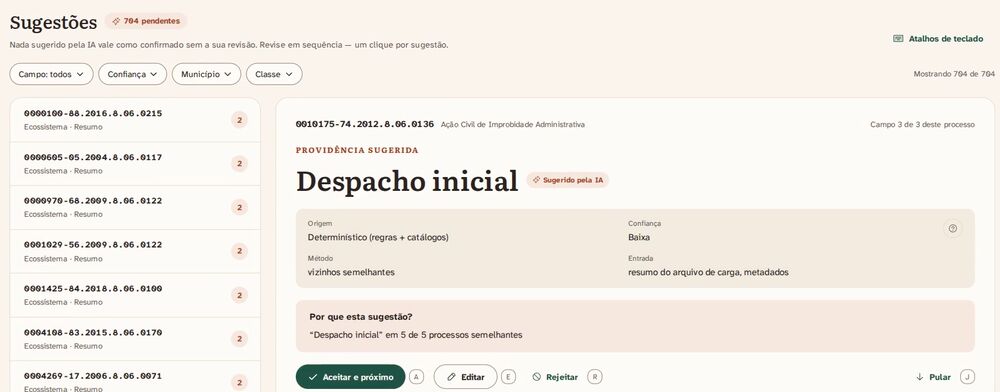 Sugestões
704 pendentes
Nada sugerido pela IA vale como confirmado sem a sua revisão. Revise em sequência — um clique por sugestão.
Atalhos de teclado
Campo: todos
Confiança
Município
Classe
Mostrando 704 de 704
0000100-88.2016.8.06.0215
Ecossistema · Resumo
2
0000605-05.2004.8.06.0117
Ecossistema · Resumo
2
0000970-68.2009.8.06.0122
Ecossistema · Resumo
2
0001029-56.2009.8.06.0122
Ecossistema · Resumo
2
0001425-84.2018.8.06.0100
Ecossistema · Resumo
2
0004108-83.2015.8.06.0170
Ecossistema · Resumo
2
0004269-17.2006.8.06.0071
Ecossistema · Resumo
2
0010175-74.2012.8.06.0136 Ação Civil de Improbidade Administrativa
Campo 3 de 3 deste processo
PROVIDÊNCIA SUGERIDA
Despacho inicial
Sugerido pela IA
Origem
Determinístico (regras + catálogos)
Confiança
Baixa
Método
vizinhos semelhantes
Entrada
resumo do arquivo de carga, metadados
Por que esta sugestão?
“Despacho inicial” em 5 de 5 processos semelhantes
Aceitar e próximo A
Editar E
Rejeitar R
Pular J